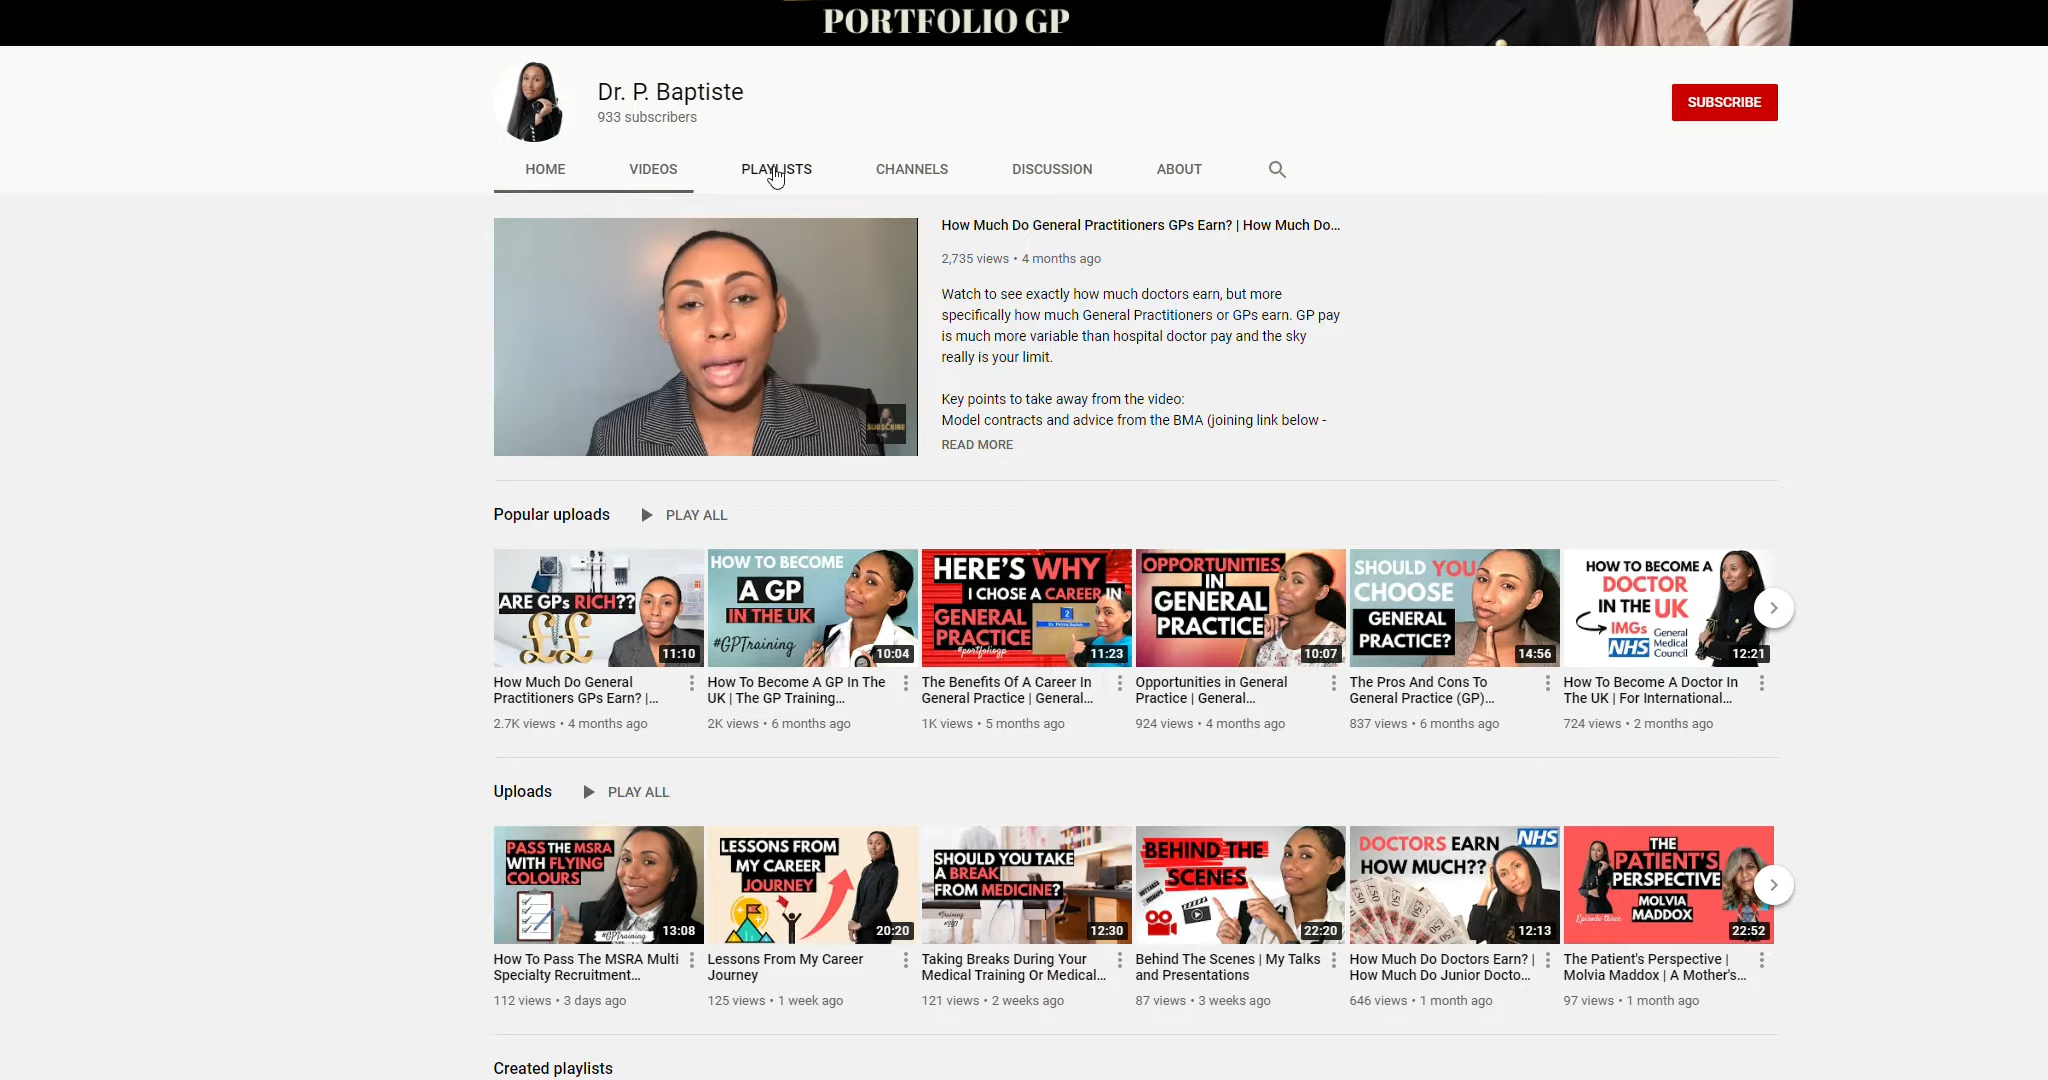 PORTFOLIO GP
Dr. P. Baptiste
933 subscribers
SUBSCRIBE
HOME
VIDEOS
PLAYLISTS
CHANNELS
DISCUSSION
ABOUT
SUBSCRIBE
How Much Do General Practitioners GPs Earn? | How Much Do...
2,735 views • 4 months ago
Watch to see exactly how much doctors earn, but more
specifically how much General Practitioners or GPs earn. GP pay
is much more variable than hospital doctor pay and the sky
really is your limit.
Key points to take away from the video:
Model contracts and advice from the BMA (joining link below -
READ MORE
Popular uploads
PLAY ALL
ARE GPs RICH??
££
11:10
How Much Do General
Practitioners GPs Earn? |...
2.7K views • 4 months ago
HOW TO BECOME
A GP
IN THE UK
#GPTraining
10:04
How To Become A GP In The
UK | The GP Training...
2K views • 6 months ago
HERE'S WHY
I CHOSE A CAREER IN
GENERAL
PRACTICE
#portfoliogp
2
11:23
The Benefits Of A Career In
General Practice | General...
1K views • 5 months ago
OPPORTUNITIES
IN
GENERAL
PRACTICE
10:07
Opportunities in General
Practice | General...
924 views • 4 months ago
SHOULD YOU
CHOOSE
GENERAL
PRACTICE?
14:56
The Pros And Cons To
General Practice (GP)...
837 views • 6 months ago
HOW TO BECOME A
DOCTOR
IN THE UK
IMGs
NHS
General
Medical
Council
12:21
How To Become A Doctor In
The UK | For International...
724 views • 2 months ago
Uploads
PLAY ALL
PASS THE MSRA
WITH FLYING
COLOURS
#GPTraining
13:08
How To Pass The MSRA Multi
Specialty Recruitment...
112 views • 3 days ago
LESSONS FROM
MY CAREER
JOURNEY
20:20
Lessons From My Career
Journey
125 views • 1 week ago
SHOULD YOU TAKE
A BREAK
FROM MEDICINE?
12:30
Taking Breaks During Your
Medical Training Or Medical...
121 views • 2 weeks ago
BEHIND THE
SCENES
22:20
Behind The Scenes | My Talks
and Presentations
87 views • 3 weeks ago
DOCTORS EARN
HOW MUCH??
NHS
£50
12:13
How Much Do Doctors Earn? |
How Much Do Junior Docto...
646 views • 1 month ago
THE
PATIENT'S
PERSPECTIVE
MOLVIA
MADDOX
Episode three
22:52
The Patient's Perspective |
Molvia Maddox | A Mother's...
97 views • 1 month ago
Created playlists